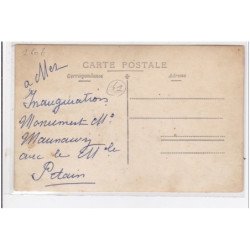 CARTE POSTALE
Correspondance
Adresse
a Mer
Inauguration
Monument Mr
Maunoury
avec le Mal
Pétain